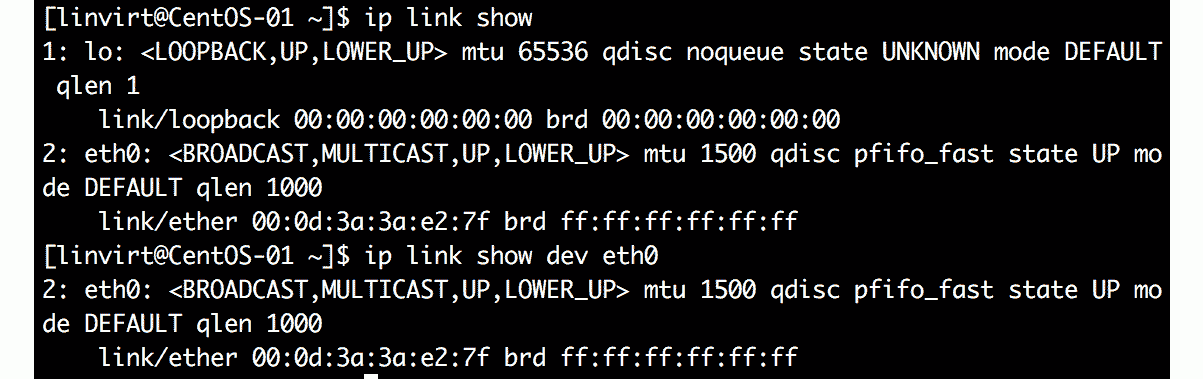 [linvirt@CentOS-01 ~]$ ip link show
1: lo: <LOOPBACK,UP,LOWER_UP> mtu 65536 qdisc noqueue state UNKNOWN mode DEFAULT
 qlen 1
    link/loopback 00:00:00:00:00:00 brd 00:00:00:00:00:00
2: eth0: <BROADCAST,MULTICAST,UP,LOWER_UP> mtu 1500 qdisc pfifo_fast state UP mo
de DEFAULT qlen 1000
    link/ether 00:0d:3a:3a:e2:7f brd ff:ff:ff:ff:ff:ff
[linvirt@CentOS-01 ~]$ ip link show dev eth0
2: eth0: <BROADCAST,MULTICAST,UP,LOWER_UP> mtu 1500 qdisc pfifo_fast state UP mo
de DEFAULT qlen 1000
    link/ether 00:0d:3a:3a:e2:7f brd ff:ff:ff:ff:ff:ff